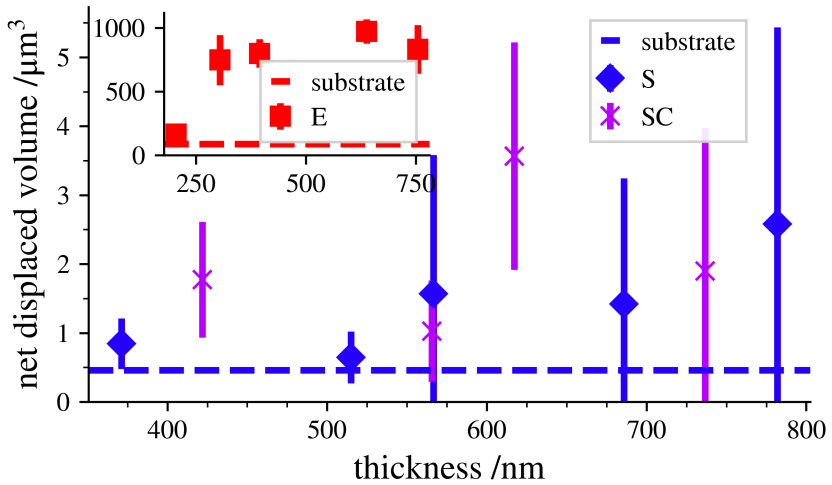 net displaced volume /μm³
5
4
3
2
1
0
1000
500
0
250
500
750
substrate
E
substrate
S
SC
400
500
600
700
800
thickness /nm